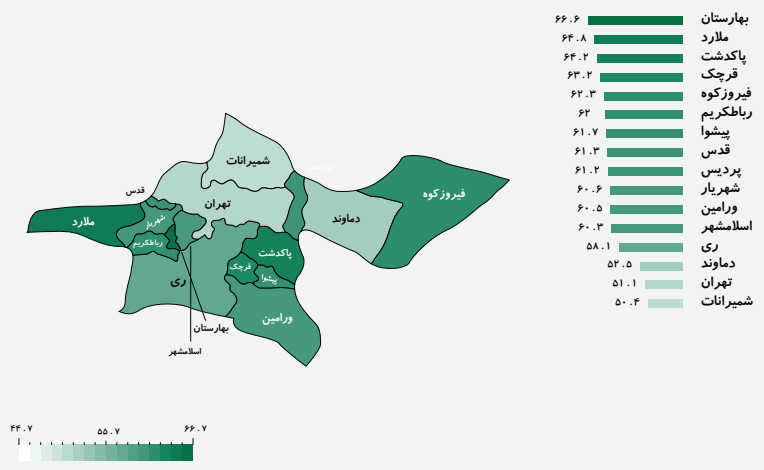 بهارستان ۶۶.۶
ملارد ۶۴.۸
پاکدشت ۶۴.۲
قرچک ۶۳.۲
فیروزکوه ۶۲.۳
رباطکریم ۶۲
پیشوا ۶۱.۷
قدس ۶۱.۳
پردیس ۶۱.۲
شهریار ۶۰.۶
ورامین ۶۰.۵
اسلامشهر ۶۰.۳
ری ۵۸.۱
دماوند ۵۲.۵
تهران ۵۱.۱
شمیرانات ۵۰.۴
شمیرانات
پردیس
قدس
تهران
فیروزکوه
دماوند
ملارد
شهریار
رباطکریم
پاکدشت
قرچک
پیشوا
ری
ورامین
بهارستان
اسلامشهر
۴۴.۷ ۵۵.۷ ۶۶.۷